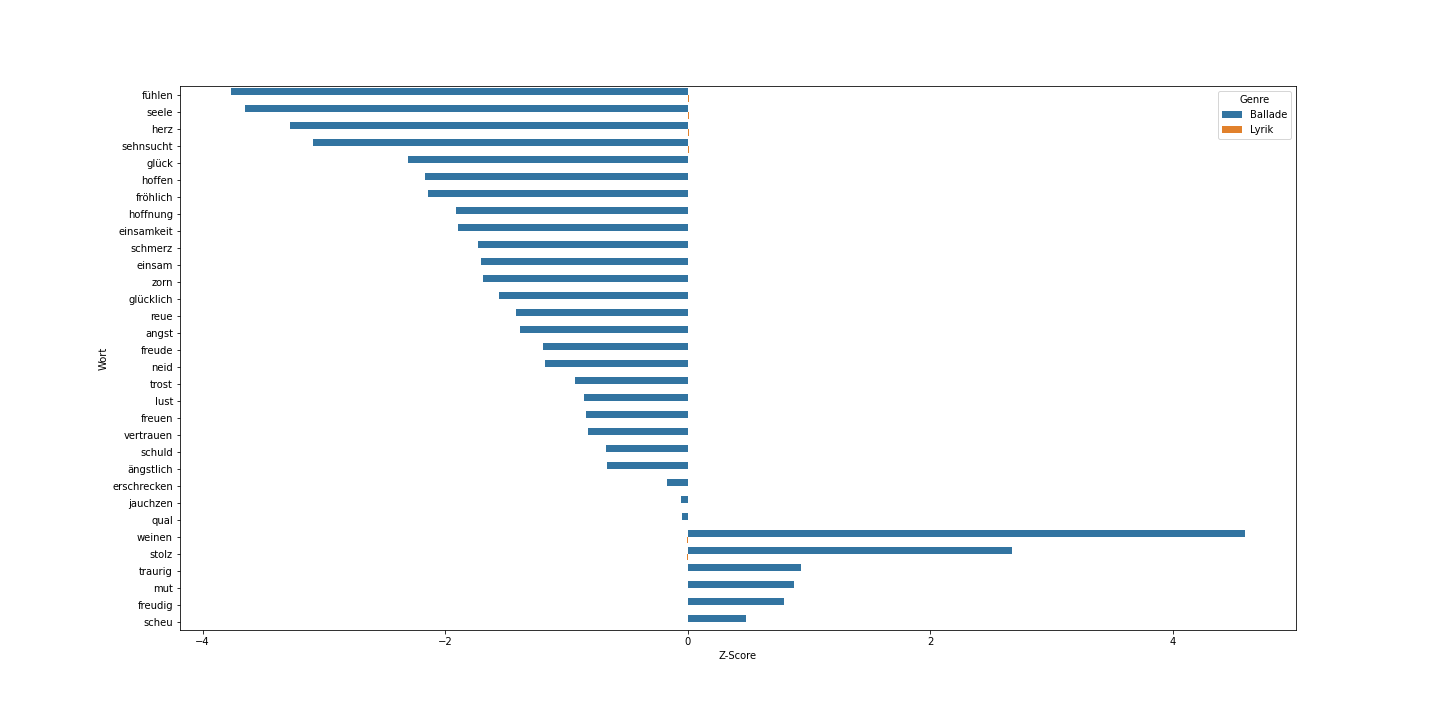 Genre
Ballade
Lyrik
Wort
fühlen
seele
herz
sehnsucht
glück
hoffen
fröhlich
hoffnung
einsamkeit
schmerz
einsam
zorn
glücklich
reue
angst
freude
neid
trost
lust
freuen
vertrauen
schuld
ängstlich
erschrecken
jauchzen
qual
weinen
stolz
traurig
mut
freudig
scheu
−4 −2 0 2 4
Z-Score